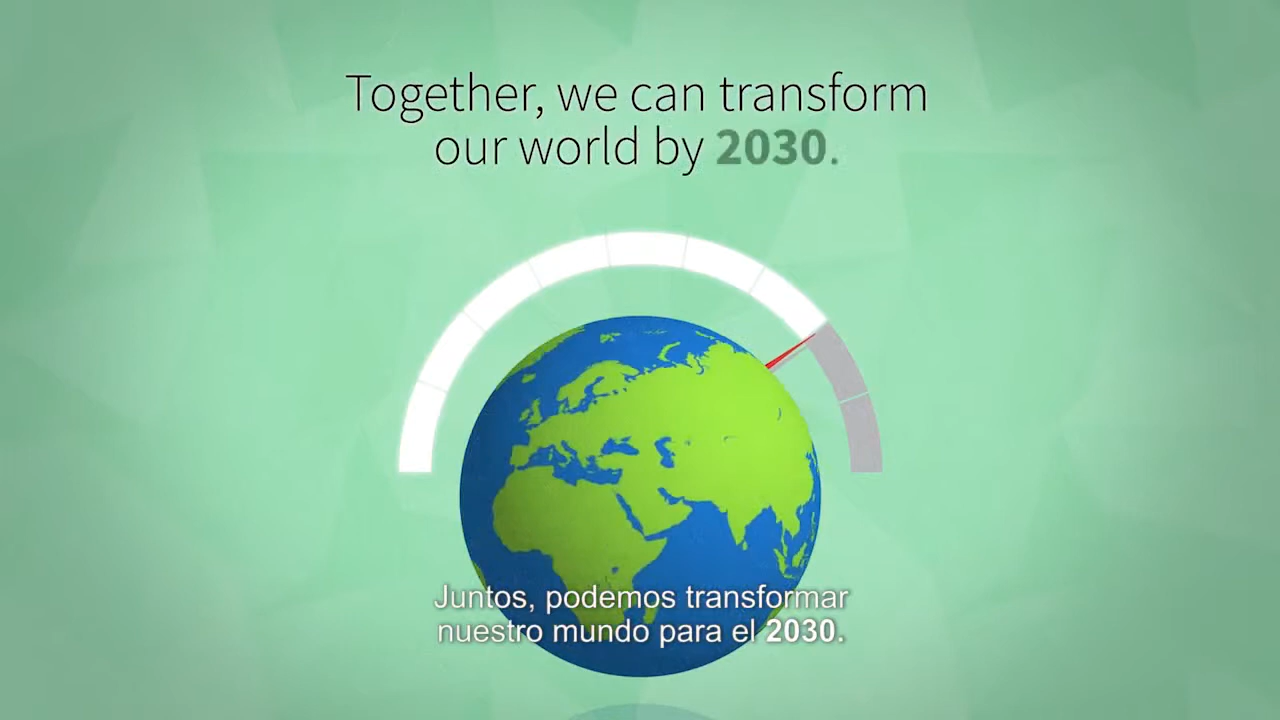 Together, we can transform
our world by 2030.
Juntos, podemos transformar
nuestro mundo para el 2030.